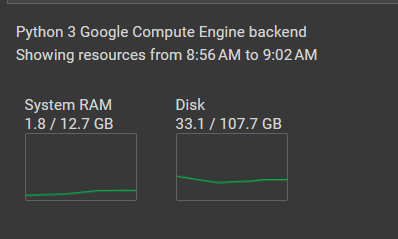 Python 3 Google Compute Engine backend
Showing resources from 8:56 AM to 9:02 AM
System RAM
1.8 / 12.7 GB
Disk
33.1 / 107.7 GB